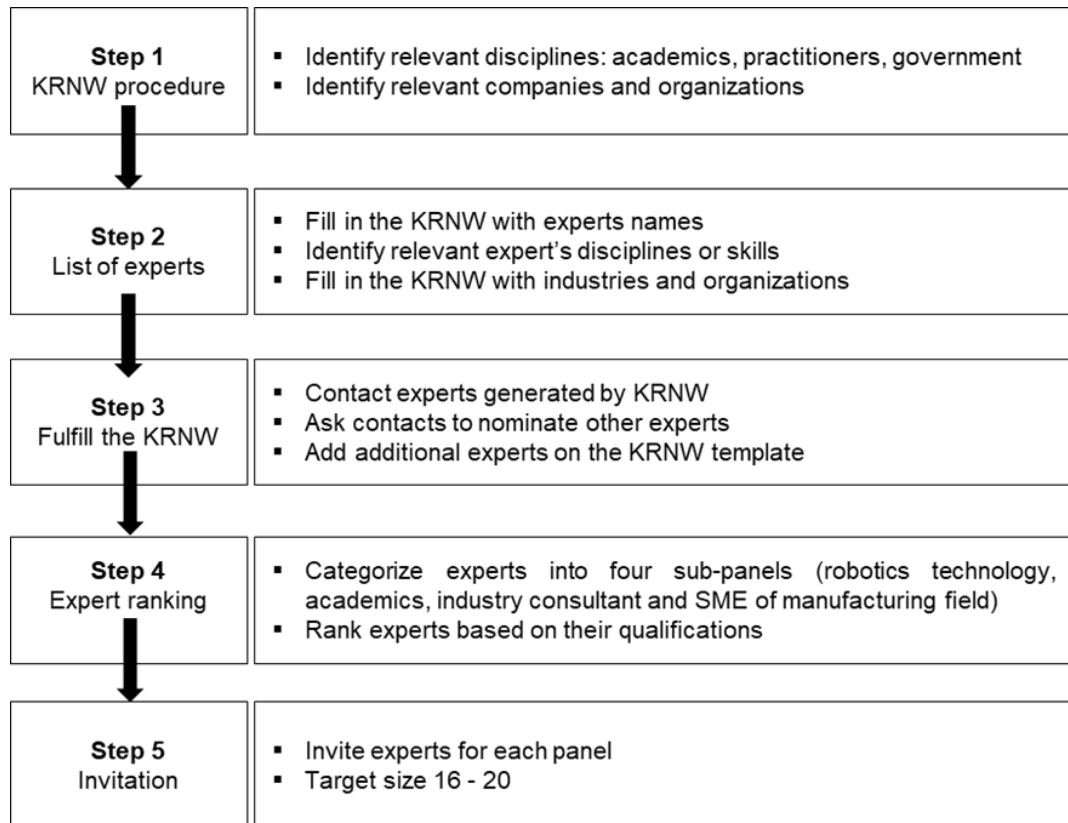 Step 1
KRNW procedure
▪ Identify relevant disciplines: academics, practitioners, government
▪ Identify relevant companies and organizations
Step 2
List of experts
▪ Fill in the KRNW with experts names
▪ Identify relevant expert's disciplines or skills
▪ Fill in the KRNW with industries and organizations
Step 3
Fulfill the KRNW
▪ Contact experts generated by KRNW
▪ Ask contacts to nominate other experts
▪ Add additional experts on the KRNW template
Step 4
Expert ranking
▪ Categorize experts into four sub-panels (robotics technology,
academics, industry consultant and SME of manufacturing field)
▪ Rank experts based on their qualifications
Step 5
Invitation
▪ Invite experts for each panel
▪ Target size 16 - 20